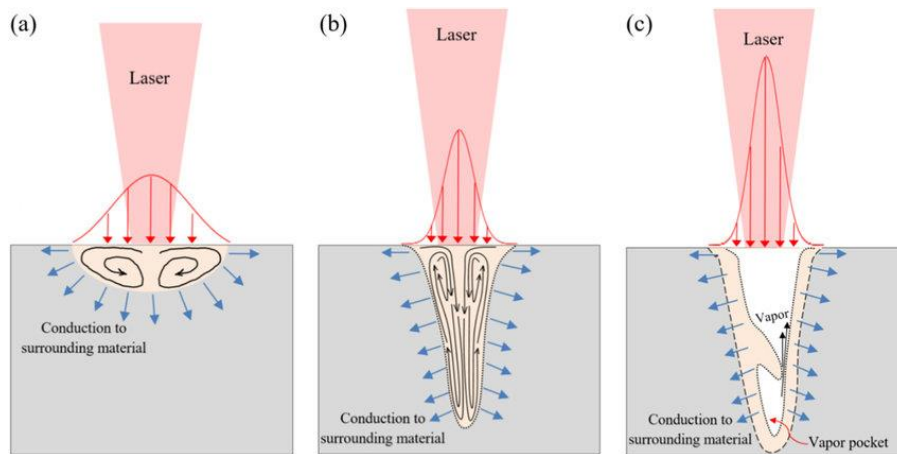 (a)
Laser
Conduction to
surrounding material
(b)
Laser
Conduction to
surrounding material
(c)
Laser
Vapor
Conduction to
surrounding material
Vapor pocket